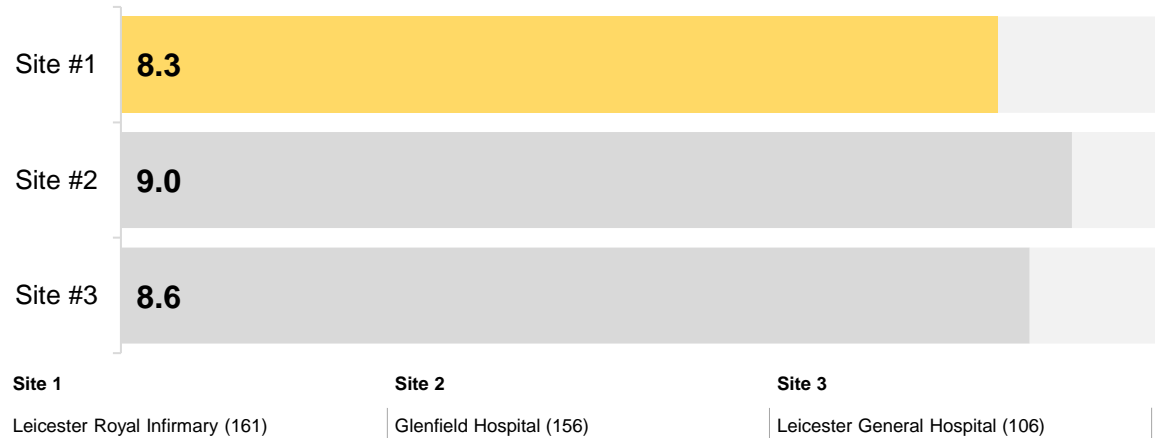 Site #1 8.3
Site #2 9.0
Site #3 8.6
Site 1 Site 2 Site 3
Leicester Royal Infirmary (161) Glenfield Hospital (156) Leicester General Hospital (106)